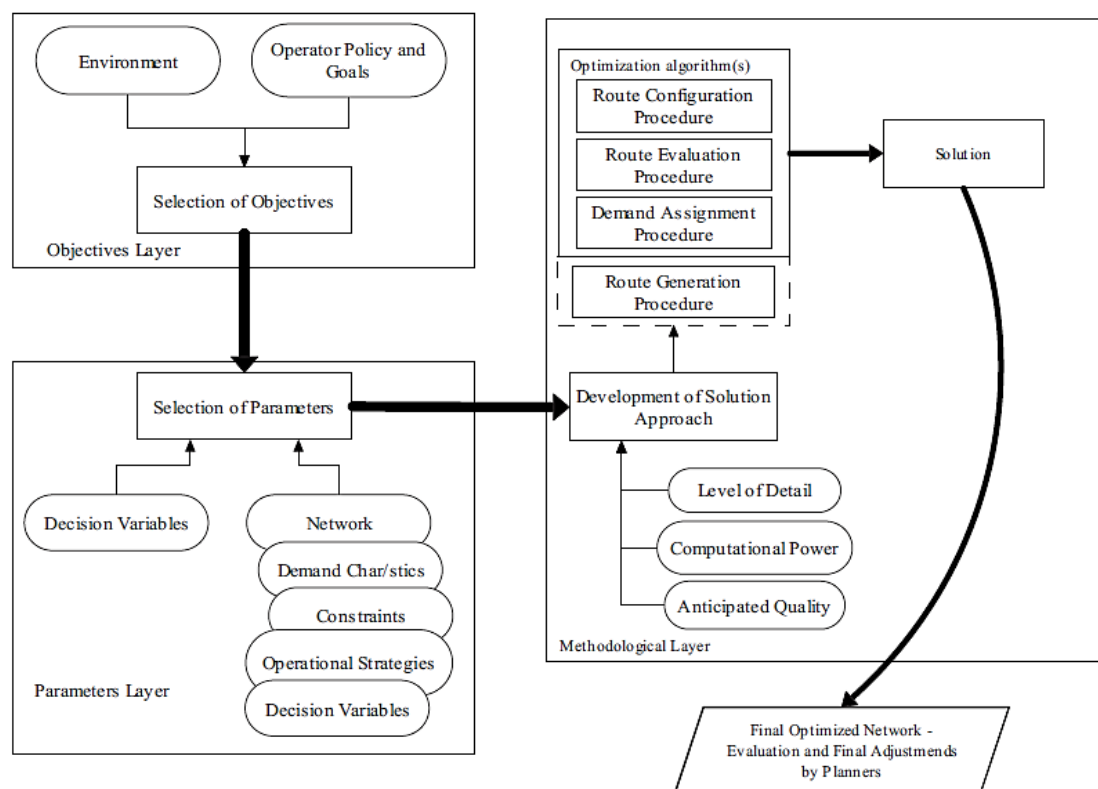 Environment
Operator Policy and
Goals
Selection of Objectives
Objectives Layer
Selection of Parameters
Decision Variables
Network
Demand Char/stics
Constraints
Operational Strategies
Decision Variables
Parameters Layer
Optimization algorithm(s)
Route Configuration
Procedure
Route Evaluation
Procedure
Demand Assignment
Procedure
Route Generation
Procedure
Solution
Development of Solution
Approach
Level of Detail
Computational Power
Anticipated Quality
Methodological Layer
Final Optimized Network -
Evaluation and Final Adjustmends
by Planners